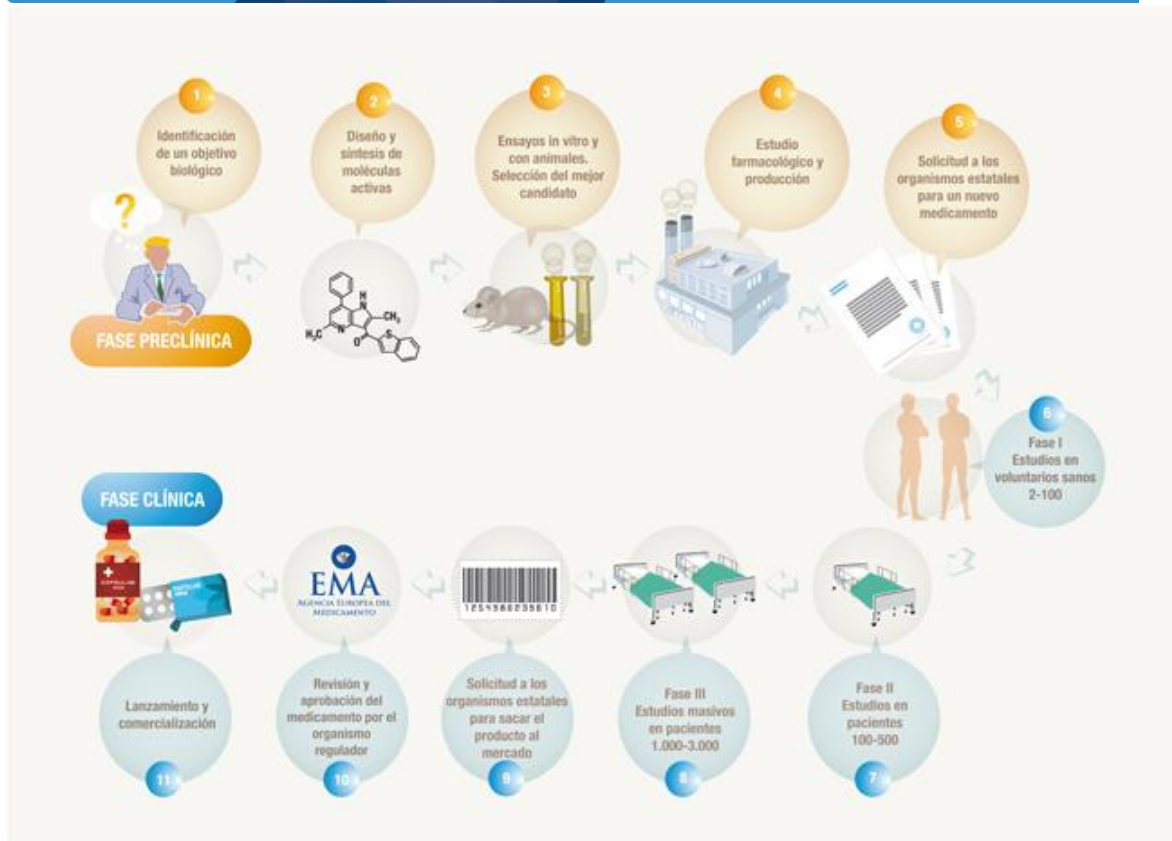 1
Identificación
de un objetivo
biológico
2
Diseño y
síntesis de
moléculas
activas
3
Ensayos in vitro y
con animales.
Selección del mejor
candidato
4
Estudio
farmacológico y
producción
5
Solicitud a los
organismos estatales
para un nuevo
medicamento
?
FASE PRECLÍNICA
H
N
CH₃
H₃C
N
O
S
6
Fase I
Estudios en
voluntarios sanos
2-100
FASE CLÍNICA
EMA
AGENCIA EUROPEA DEL
MEDICAMENTO
Lanzamiento y
comercialización
11
Revisión y
aprobación del
medicamento por el
organismo
regulador
10
Solicitud a los
organismos estatales
para sacar el
producto al
mercado
9
Fase III
Estudios masivos
en pacientes
1.000-3.000
8
Fase II
Estudios en
pacientes
100-500
7